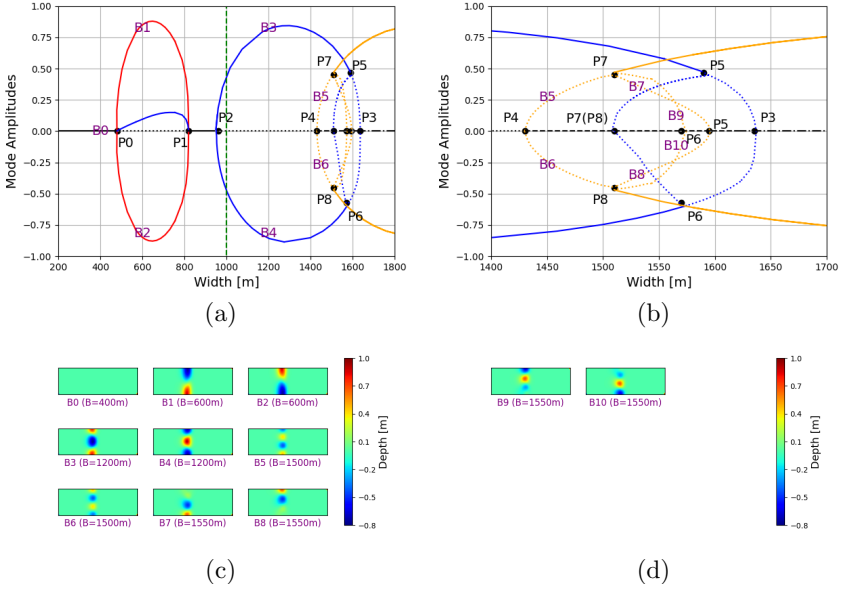 1.00
0.75
0.50
0.25
0.00
−0.25
−0.50
−0.75
−1.00
Mode Amplitudes
200 400 600 800 1000 1200 1400 1600 1800
Width [m]
B1 B3
P7 P5
B5
B0 P0 P1 P2 P4 P3
B6
P8 P6
B2 B4
(a)
1.00
0.75
0.50
0.25
0.00
−0.25
−0.50
−0.75
−1.00
Mode Amplitudes
1400 1450 1500 1550 1600 1650 1700
Width [m]
P7 P5
B5 B7
P4 P7(P8) B9 P6 P5 P3
B10
B6 B8
P8 P6
(b)
B0 (B=400m) B1 (B=600m) B2 (B=600m)
B3 (B=1200m) B4 (B=1200m) B5 (B=1500m)
B6 (B=1500m) B7 (B=1550m) B8 (B=1550m)
1.0
0.7
0.4
0.1
−0.2
−0.5
−0.8
Depth [m]
(c)
B9 (B=1550m) B10 (B=1550m)
1.0
0.7
0.4
0.1
−0.2
−0.5
−0.8
Depth [m]
(d)